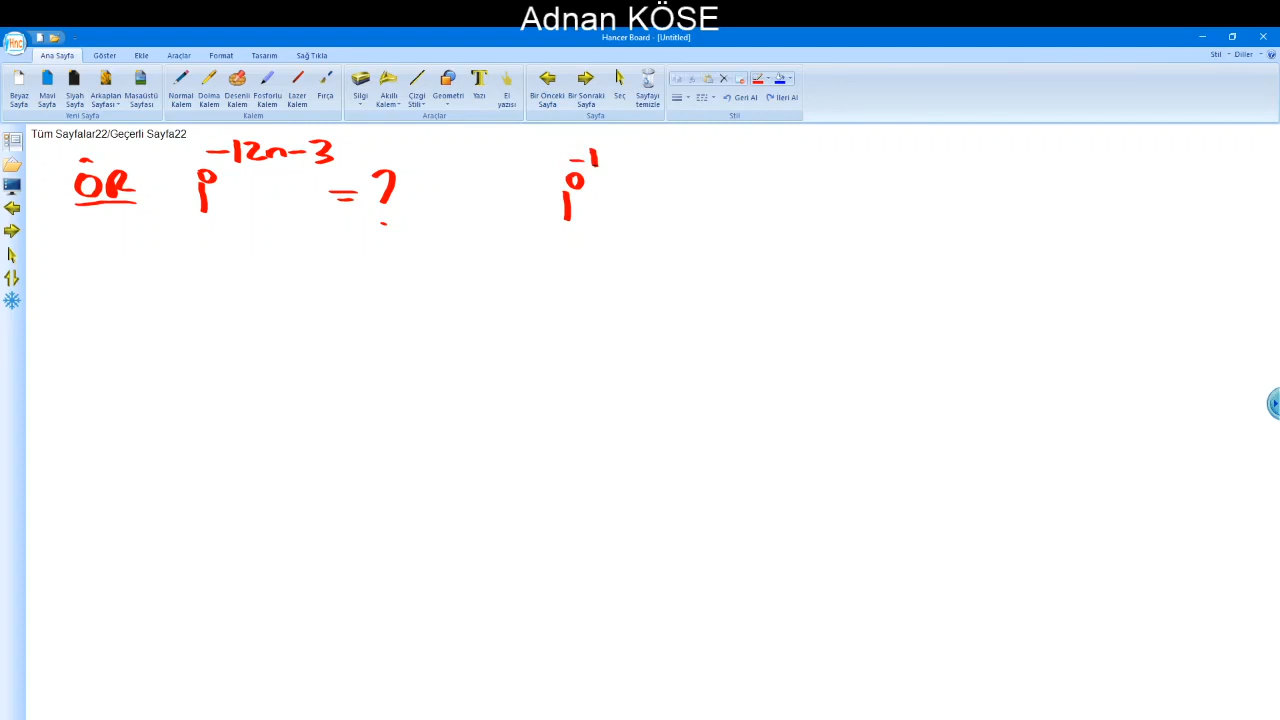 Adnan KÖSE
Hancer Board - [Untitled]
Hnc
Ana Sayfa Göster Ekle Araçlar Format Tasarım Sağ Tıkla Stil Diller
Beyaz Sayfa Mavi Sayfa Siyah Sayfa Arkaplan Sayfası Masaüstü Sayfası Normal Kalem Dolma Kalem Desenli Kalem Fosforlu Kalem Lazer Kalem Fırça Silgi Akıllı Kalem Çizgi Stili Geometri Yazı El yazısı Bir Önceki Sayfa Bir Sonraki Sayfa Seç Sayfayı temizle Geri Al İleri Al
Yeni Sayfa Kalem Araçlar Sayfa Stil
Tüm Sayfalar22/Geçerli Sayfa22
ÖR i^{-12n-3} = ? i^{-1}